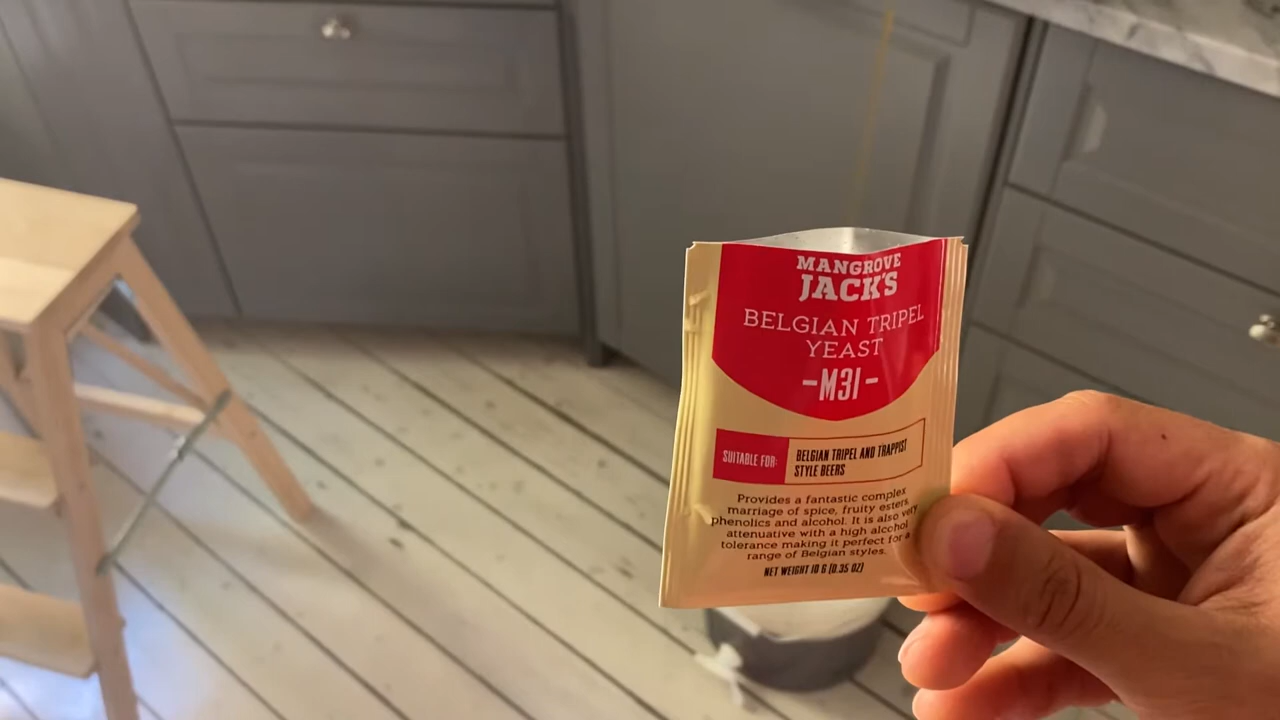 MANGROVE
JACK'S
BELGIAN TRIPEL
YEAST
-M31-
SUITABLE FOR:
BELGIAN TRIPEL AND TRAPPIST
STYLE BEERS
Provides a fantastic complex
marriage of spice, fruity esters,
phenolics and alcohol. It is also very
attenuative with a high alcohol
tolerance making it perfect for a
range of Belgian styles.
NET WEIGHT 10 G (0.35 OZ)